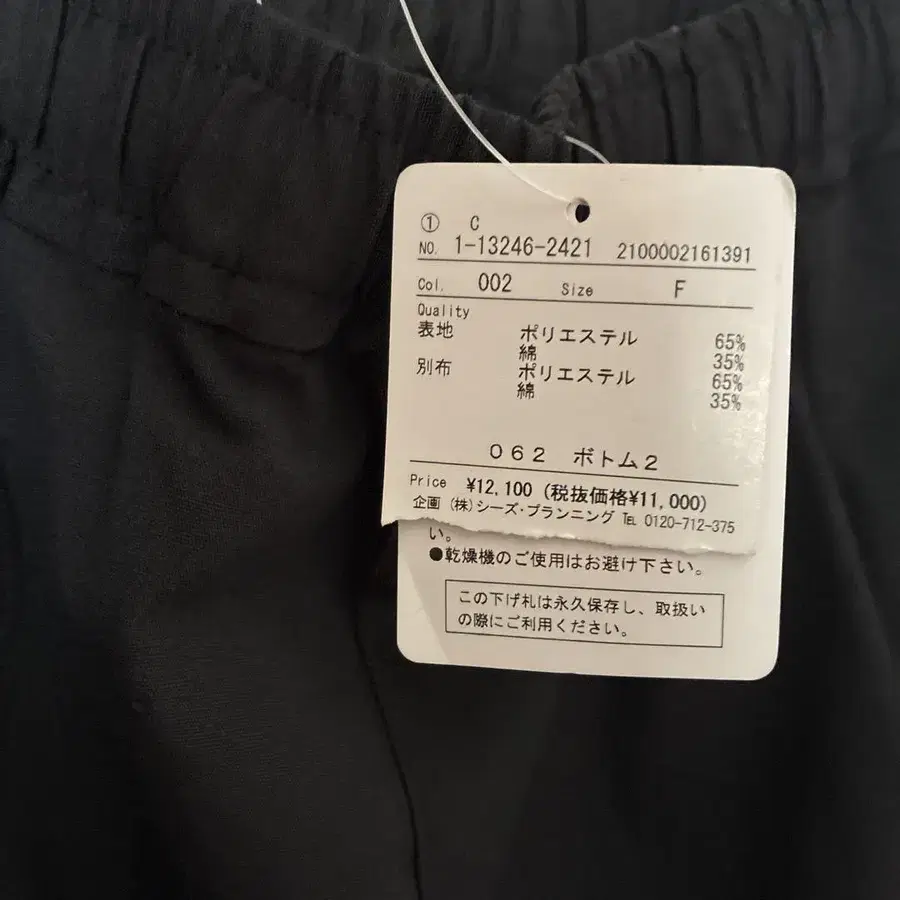 ① C
NO. 1-13246-2421 2100002161391
Col. 002 Size F
Quality
表地 ポリエステル 65%
綿 35%
別布 ポリエステル 65%
綿 35%
062 ボトム2
Price ¥12,100 (税抜価格¥11,000)
企画 (株)シーズ・プランニング ℡ 0120-712-375
い。
●乾燥機のご使用はお避け下さい。
この下げ札は永久保存し、取扱い
の際にご利用ください。